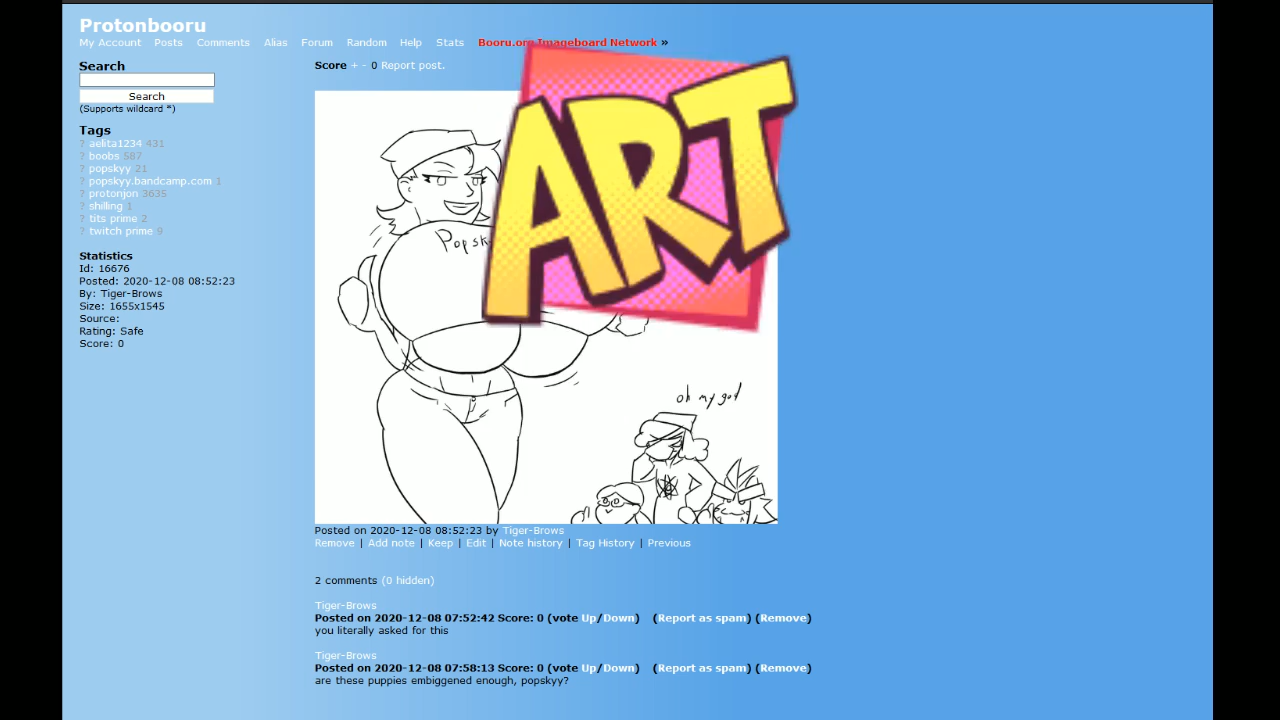 Protonbooru
My Account Posts Comments Alias Forum Random Help Stats Booru.org Imageboard Network »
Search
Score + - 0 Report post.
Search
(Supports wildcard *)
Tags
? aelita1234 431
? boobs 587
? popskyy 21
? popskyy.bandcamp.com 1
? protonjon 3635
? shilling 1
? tits prime 2
? twitch prime 9
Statistics
Id: 16676
Posted: 2020-12-08 08:52:23
By: Tiger-Brows
Size: 1655x1545
Source:
Rating: Safe
Score: 0
ART
Popsk
oh my god
Posted on 2020-12-08 08:52:23 by Tiger-Brows
Remove | Add note | Keep | Edit | Note history | Tag History | Previous
2 comments (0 hidden)
Tiger-Brows
Posted on 2020-12-08 07:52:42 Score: 0 (vote Up/Down) (Report as spam) (Remove)
you literally asked for this
Tiger-Brows
Posted on 2020-12-08 07:58:13 Score: 0 (vote Up/Down) (Report as spam) (Remove)
are these puppies embiggened enough, popskyy?